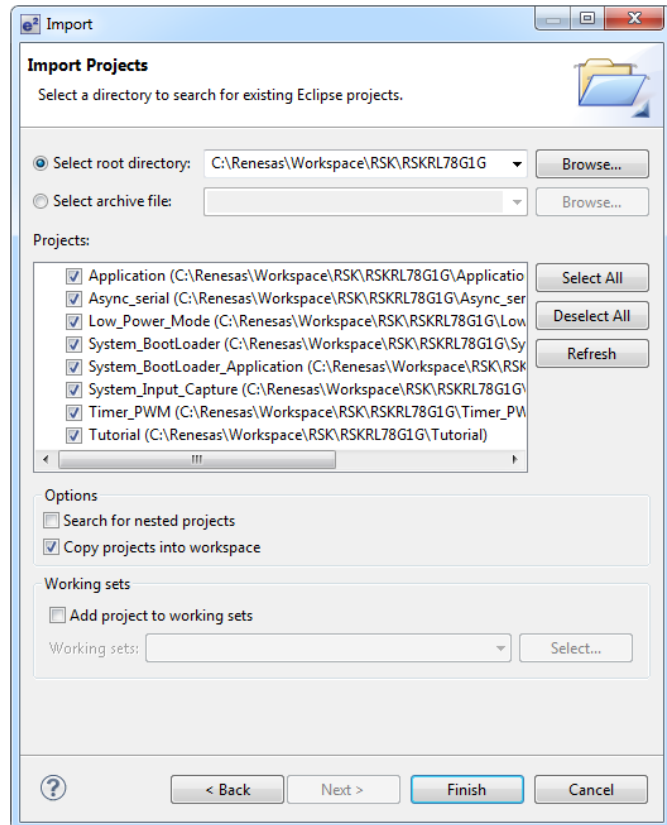 e² Import
Import Projects
Select a directory to search for existing Eclipse projects.
Select root directory: C:\Renesas\Workspace\RSK\RSKRL78G1G Browse...
Select archive file: Browse...
Projects:
Application (C:\Renesas\Workspace\RSK\RSKRL78G1G\Applicatio
Async_serial (C:\Renesas\Workspace\RSK\RSKRL78G1G\Async_ser
Low_Power_Mode (C:\Renesas\Workspace\RSK\RSKRL78G1G\Low
System_BootLoader (C:\Renesas\Workspace\RSK\RSKRL78G1G\Sy
System_BootLoader_Application (C:\Renesas\Workspace\RSK\RSK
System_Input_Capture (C:\Renesas\Workspace\RSK\RSKRL78G1G\
Timer_PWM (C:\Renesas\Workspace\RSK\RSKRL78G1G\Timer_PW
Tutorial (C:\Renesas\Workspace\RSK\RSKRL78G1G\Tutorial)
Select All
Deselect All
Refresh
Options
Search for nested projects
Copy projects into workspace
Working sets
Add project to working sets
Working sets: Select...
? < Back Next > Finish Cancel